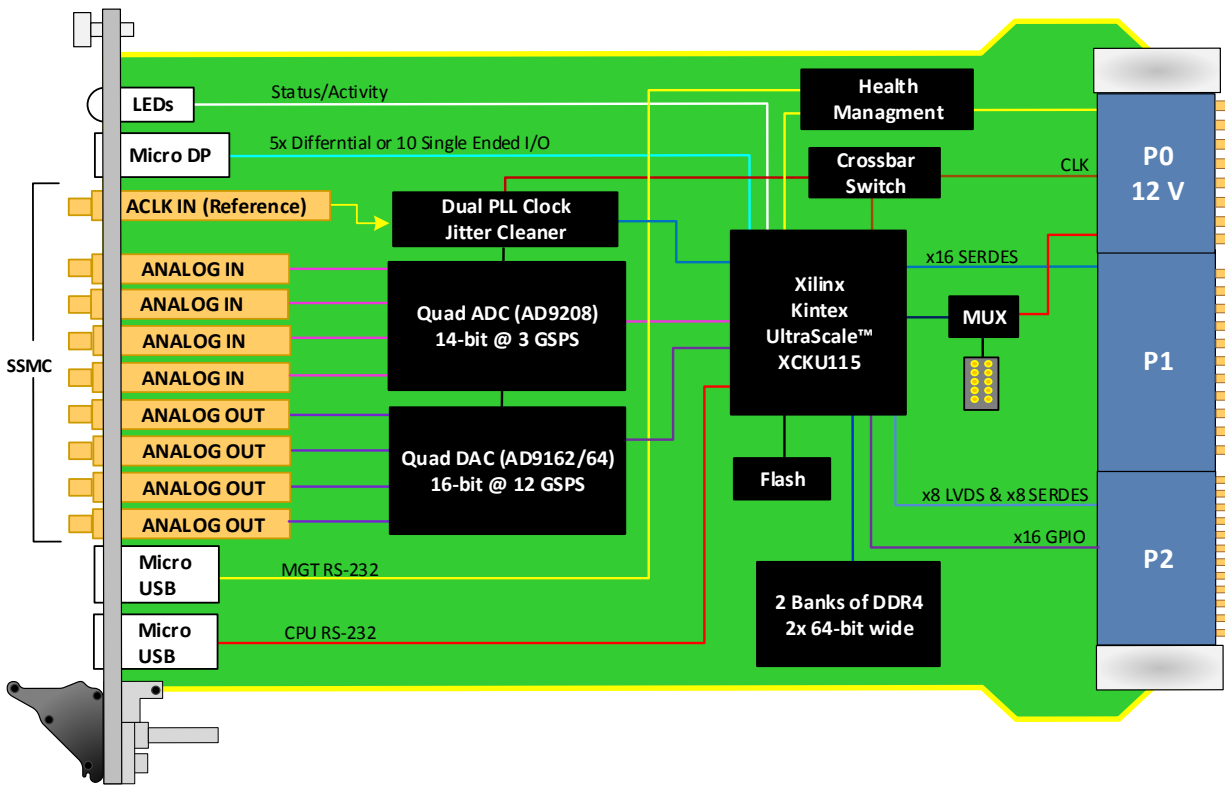 LEDs
Status/Activity
Micro DP
5x Differntial or 10 Single Ended I/O
SSMC
ACLK IN (Reference)
ANALOG IN
ANALOG IN
ANALOG IN
ANALOG IN
ANALOG OUT
ANALOG OUT
ANALOG OUT
ANALOG OUT
Micro
USB
MGT RS-232
Micro
USB
CPU RS-232
Dual PLL Clock
Jitter Cleaner
Quad ADC (AD9208)
14-bit @ 3 GSPS
Quad DAC (AD9162/64)
16-bit @ 12 GSPS
Health
Managment
Crossbar
Switch
CLK
Xilinx
Kintex
UltraScale™
XCKU115
x16 SERDES
MUX
Flash
x8 LVDS & x8 SERDES
x16 GPIO
2 Banks of DDR4
2x 64-bit wide
P0
12 V
P1
P2